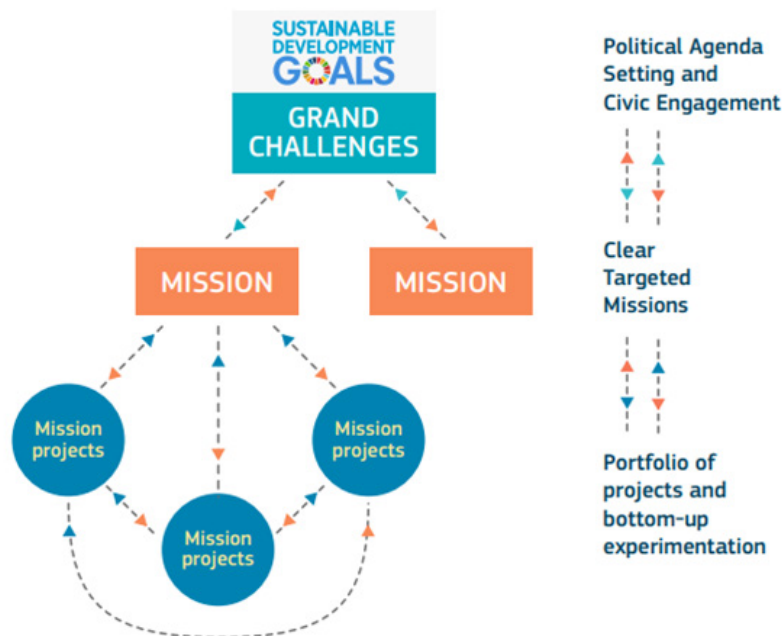 SUSTAINABLE
DEVELOPMENT
GOALS
GRAND
CHALLENGES
MISSION
MISSION
Mission
projects
Mission
projects
Mission
projects
Political Agenda
Setting and
Civic Engagement
Clear
Targeted
Missions
Portfolio of
projects and
bottom-up
experimentation